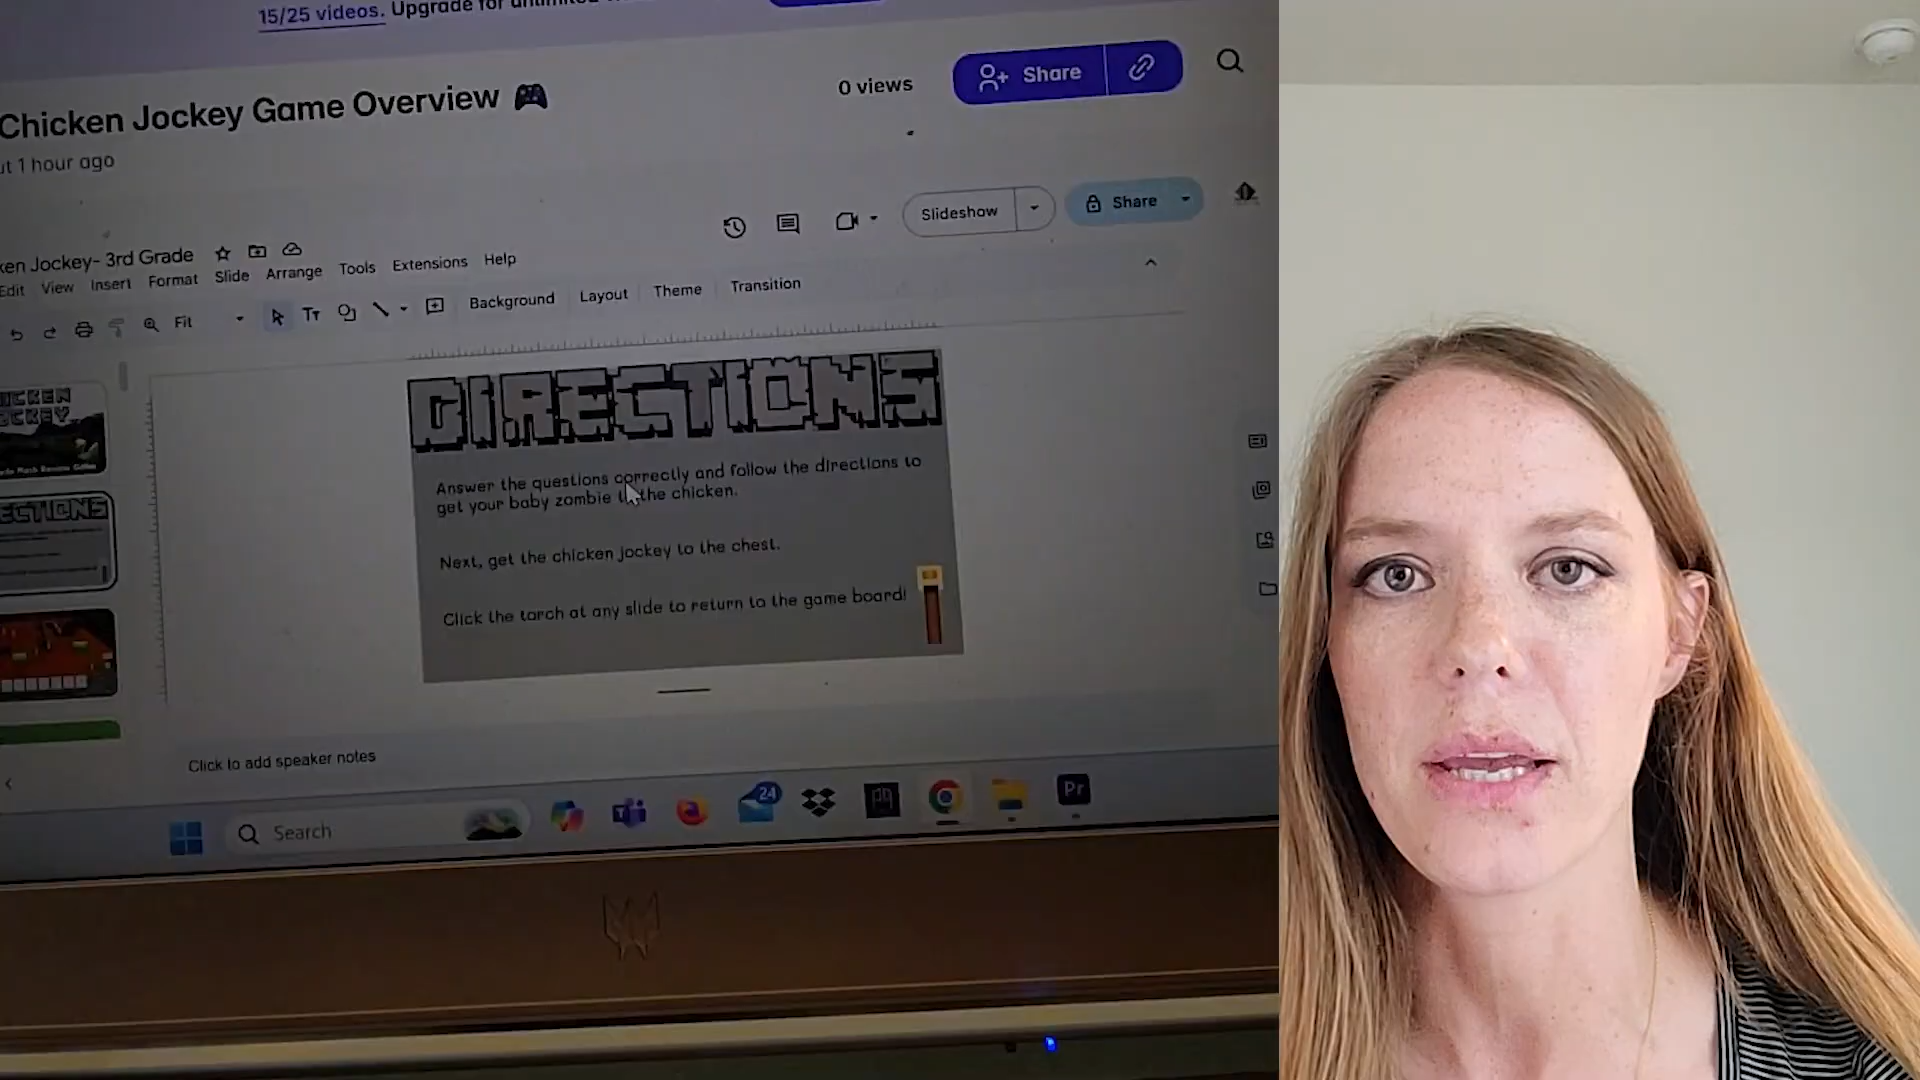 15/25 videos. Upgrade for unlimited
Chicken Jockey Game Overview
0 views
Share
1 hour ago
Slideshow
Share
ken Jockey- 3rd Grade
Edit View Insert Format Slide Arrange Tools Extensions Help
Fit
Background Layout Theme Transition
DIRECTIONS
Answer the questions correctly and follow the directions to
get your baby zombie to the chicken.
Next, get the chicken jockey to the chest.
Click the torch at any slide to return to the game board!
Click to add speaker notes
Search
24
Pr